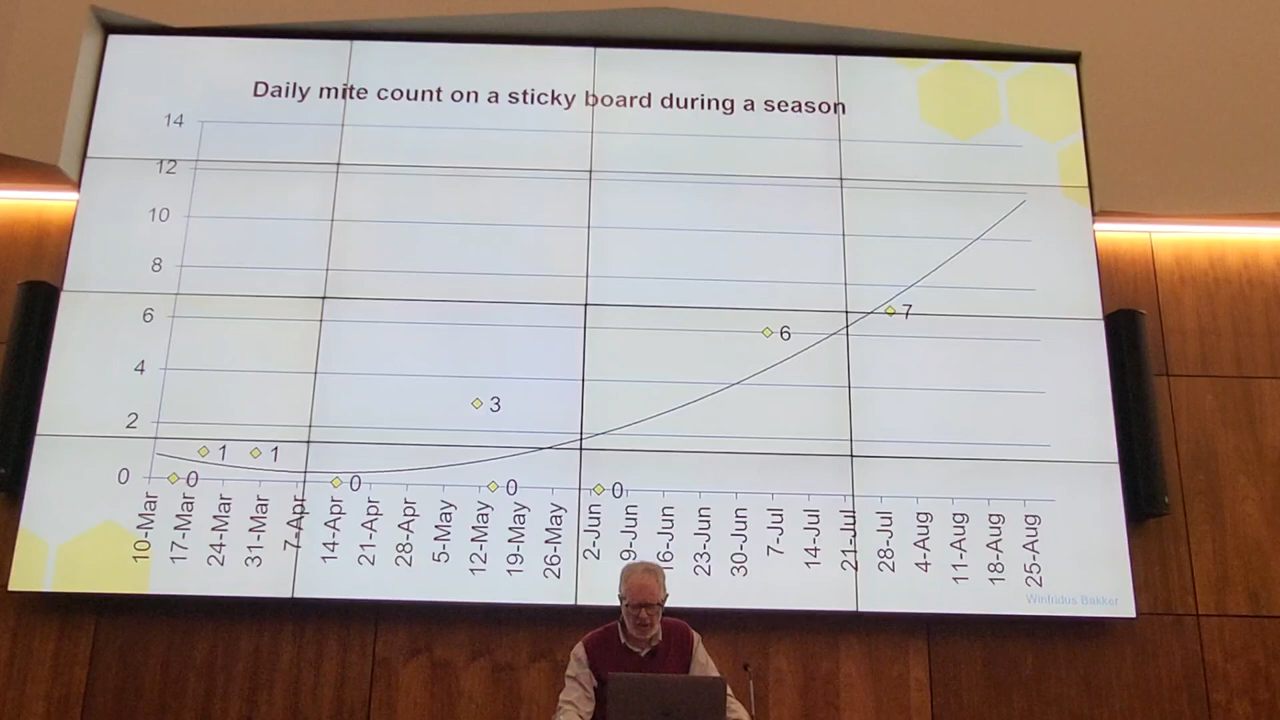 Daily mite count on a sticky board during a season
14
12
10
8
6
4
2
0
0
1
1
0
3
0
0
6
7
10-Mar
17-Mar
24-Mar
31-Mar
7-Apr
14-Apr
21-Apr
28-Apr
5-May
12-May
19-May
26-May
2-Jun
9-Jun
16-Jun
23-Jun
30-Jun
7-Jul
14-Jul
21-Jul
28-Jul
4-Aug
11-Aug
18-Aug
25-Aug
Winfridus Bakker